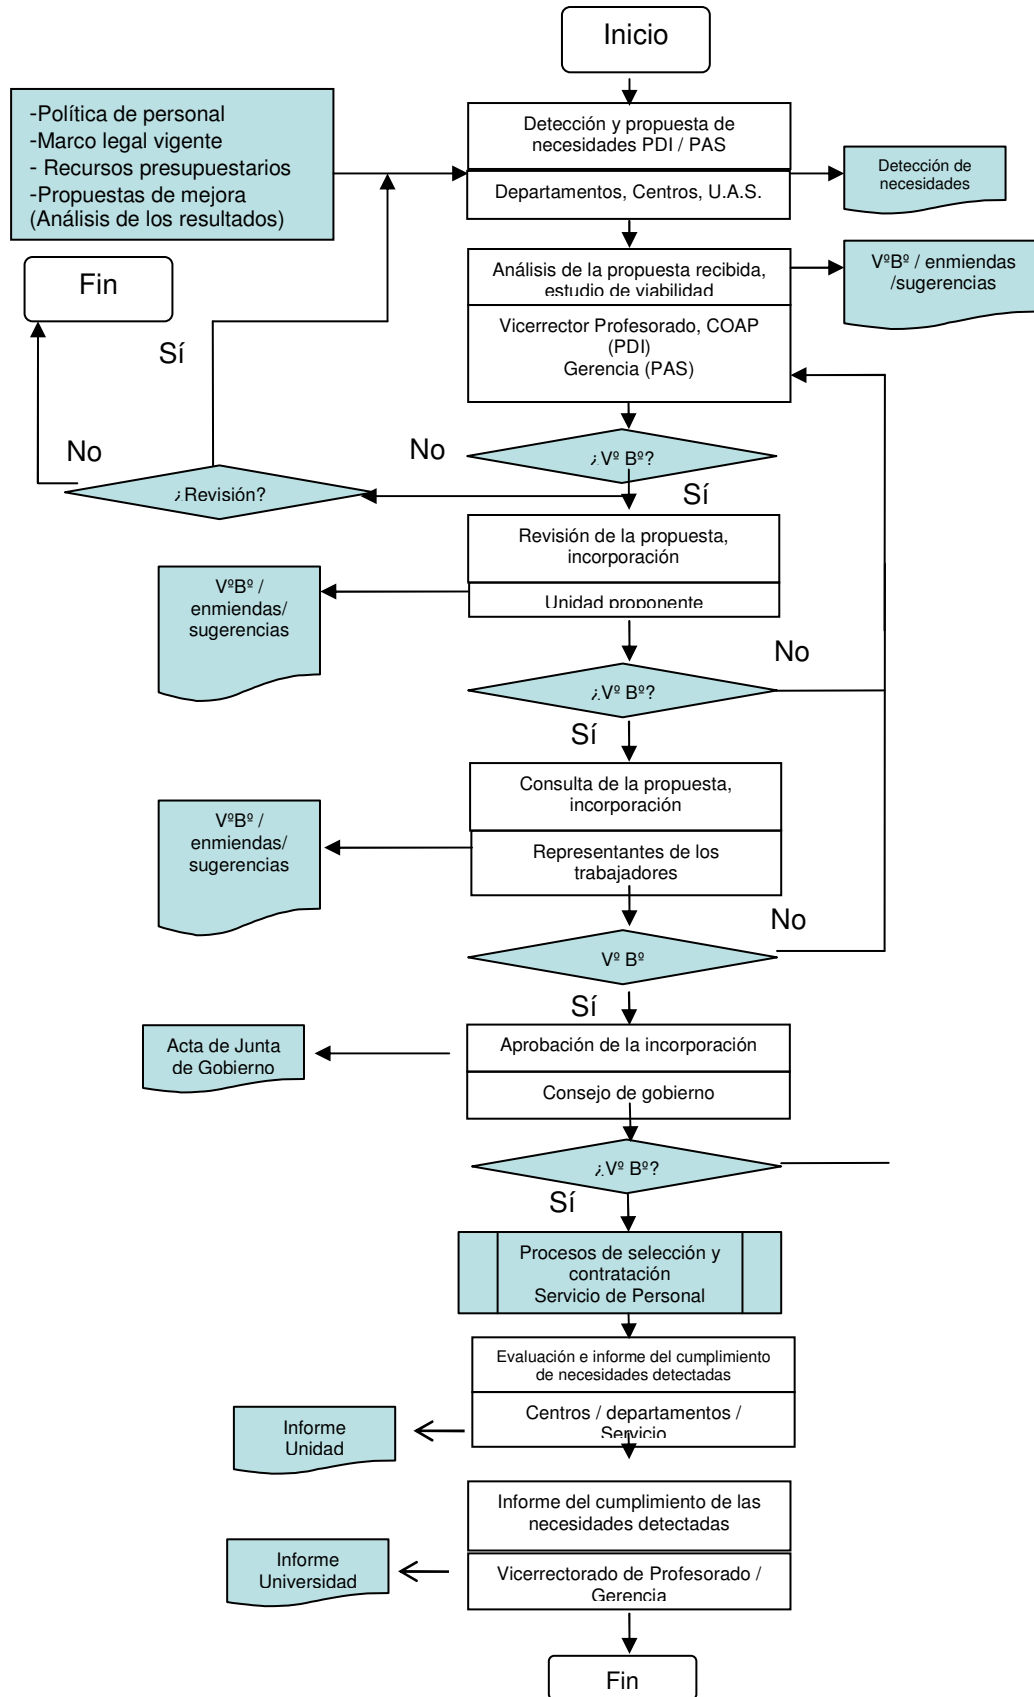 Inicio
-Política de personal
-Marco legal vigente
- Recursos presupuestarios
-Propuestas de mejora
(Análisis de los resultados)
Detección y propuesta de
necesidades PDI / PAS
Departamentos, Centros, U.A.S.
Detección de
necesidades
Fin
Análisis de la propuesta recibida,
estudio de viabilidad
Vicerrector Profesorado, COAP
(PDI)
Gerencia (PAS)
VºBº / enmiendas
/sugerencias
Sí
No
No
¿Vº Bº?
¿Revisión?
Sí
Revisión de la propuesta,
incorporación
Unidad proponente
VºBº /
enmiendas/
sugerencias
No
¿Vº Bº?
Sí
Consulta de la propuesta,
incorporación
Representantes de los
trabajadores
VºBº /
enmiendas/
sugerencias
No
Vº Bº
Sí
Aprobación de la incorporación
Consejo de gobierno
Acta de Junta
de Gobierno
¿Vº Bº?
Sí
Procesos de selección y
contratación
Servicio de Personal
Evaluación e informe del cumplimiento
de necesidades detectadas
Centros / departamentos /
Servicio
Informe
Unidad
Informe del cumplimiento de las
necesidades detectadas
Vicerrectorado de Profesorado /
Gerencia
Informe
Universidad
Fin